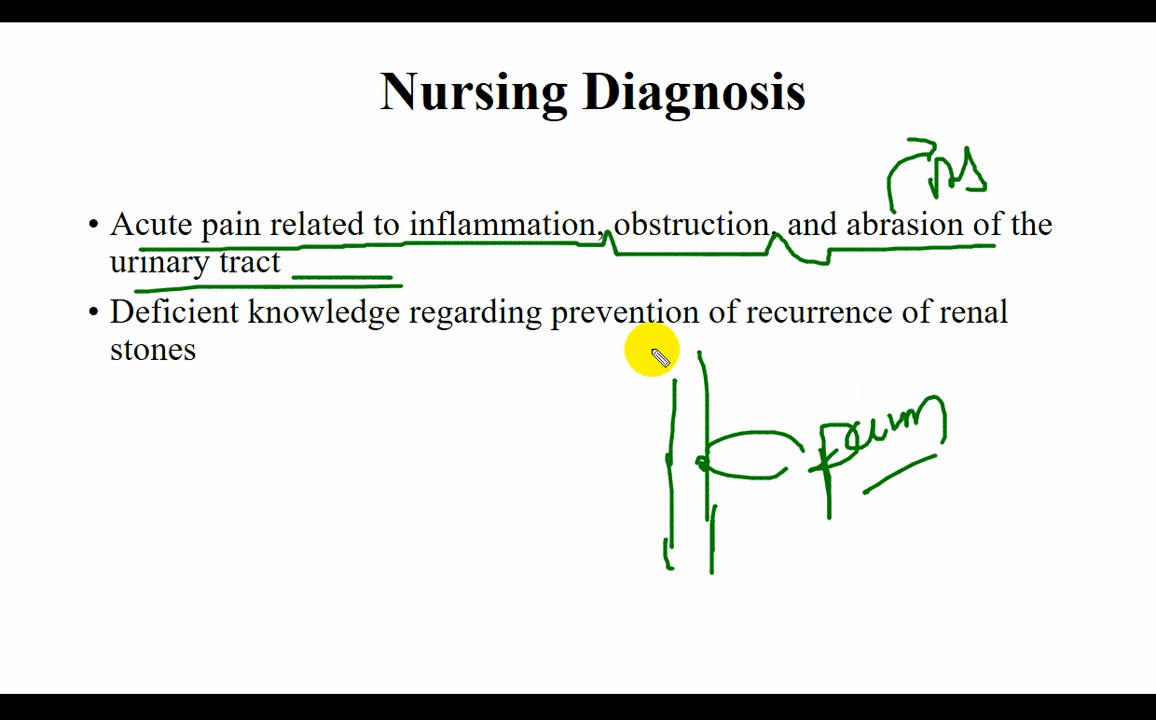 Nursing Diagnosis
• Acute pain related to inflammation, obstruction, and abrasion of the
urinary tract
• Deficient knowledge regarding prevention of recurrence of renal
stones